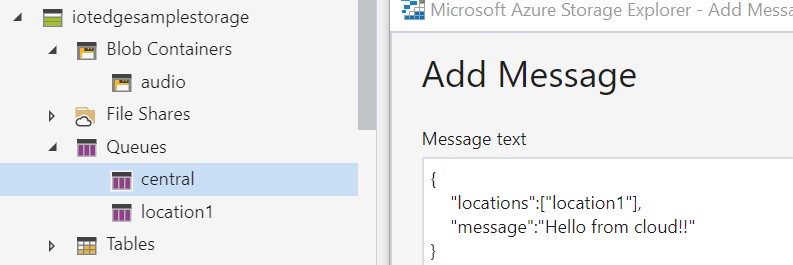 iotedgesamplestorage
Blob Containers
audio
File Shares
Queues
central
location1
Tables
Microsoft Azure Storage Explorer - Add Messa
Add Message
Message text
{
"locations":["location1"],
"message":"Hello from cloud!!"
}